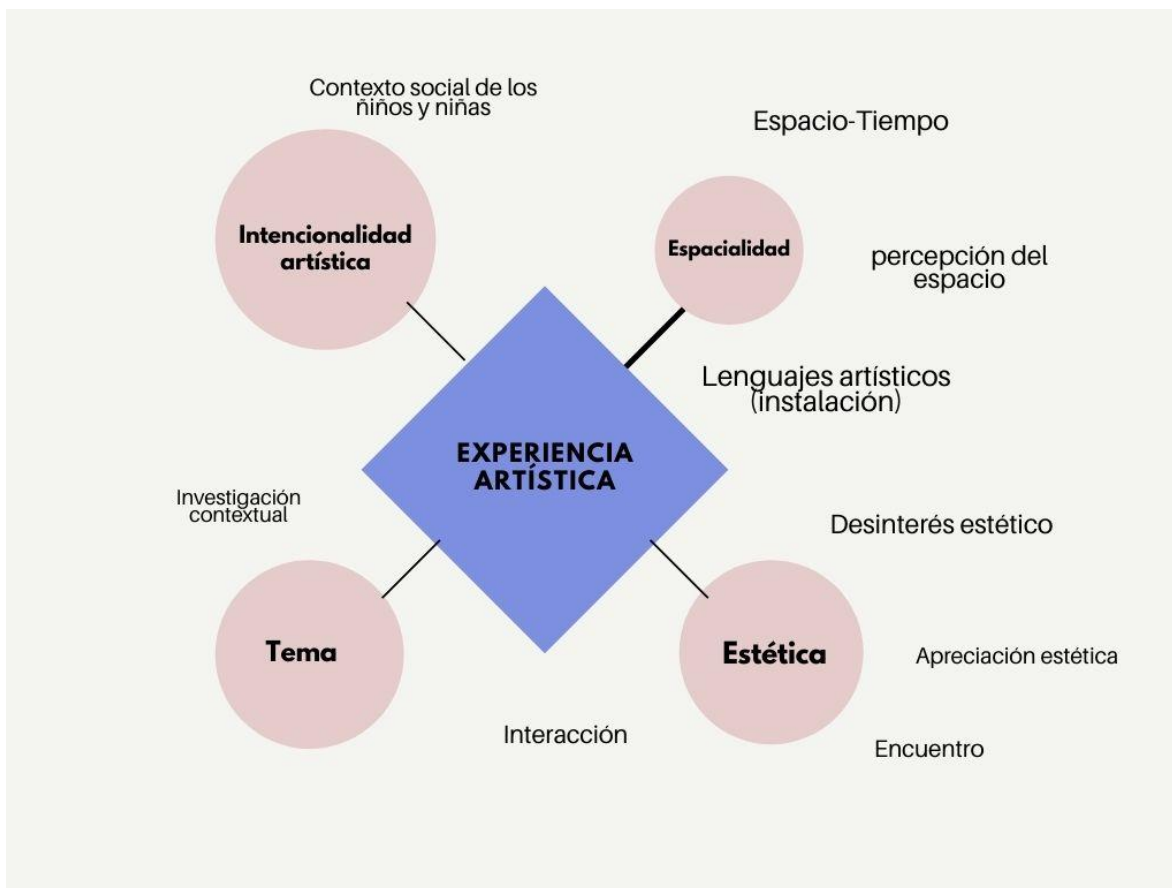 Contexto social de los
ñiños y niñas
Espacio-Tiempo
Intencionalidad
artística
Espacialidad
percepción del
espacio
Lenguajes artísticos
(instalación)
EXPERIENCIA
ARTÍSTICA
Investigación
contextual
Desinterés estético
Tema
Estética
Apreciación estética
Interacción
Encuentro